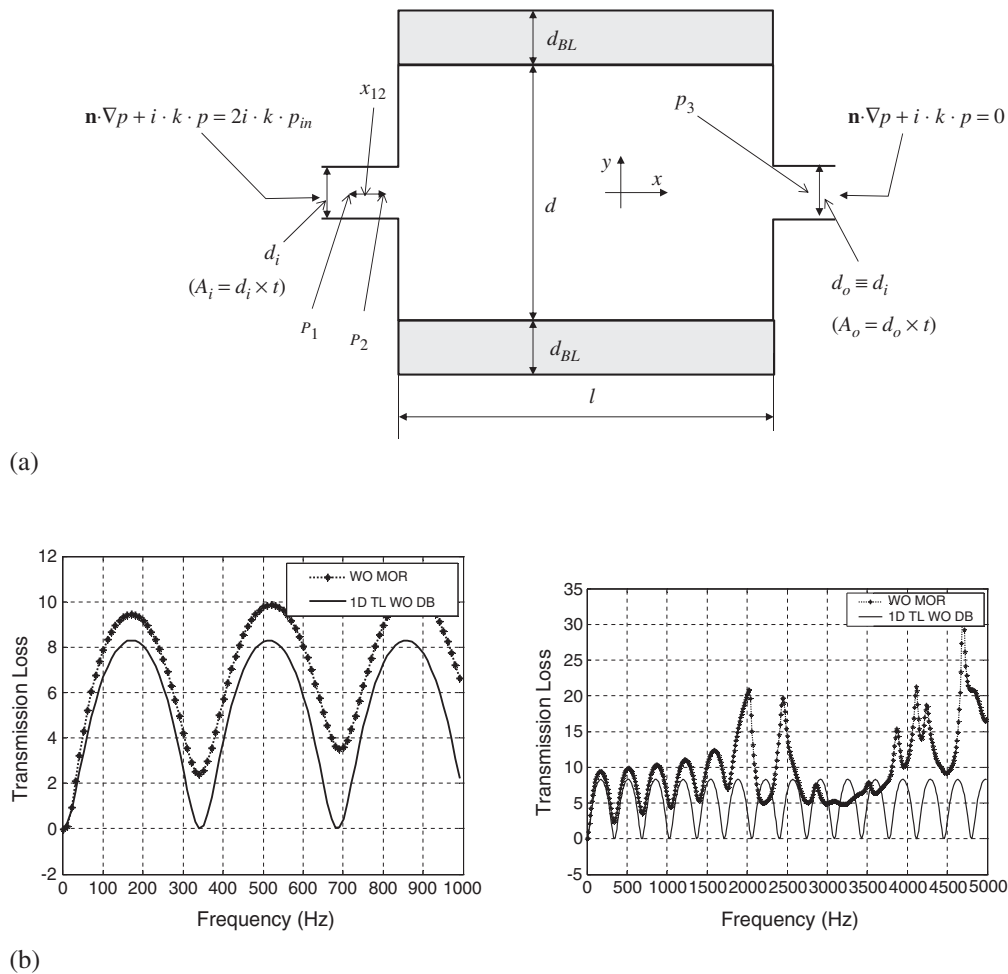 d_BL
x_12
n·∇p + i · k · p = 2i · k · p_in
p_3
n·∇p + i · k · p = 0
y
x
d
d_i
(A_i = d_i × t)
d_o ≡ d_i
(A_o = d_o × t)
P_1
P_2
d_BL
l
(a)
12
10
8
6
4
2
0
-2
Transmission Loss
WO MOR
1D TL WO DB
0 100 200 300 400 500 600 700 800 900 1000
Frequency (Hz)
35
30
25
20
15
10
5
0
-5
Transmission Loss
WO MOR
1D TL WO DB
0 500 1000 1500 2000 2500 3000 3500 4000 4500 5000
Frequency (Hz)
(b)